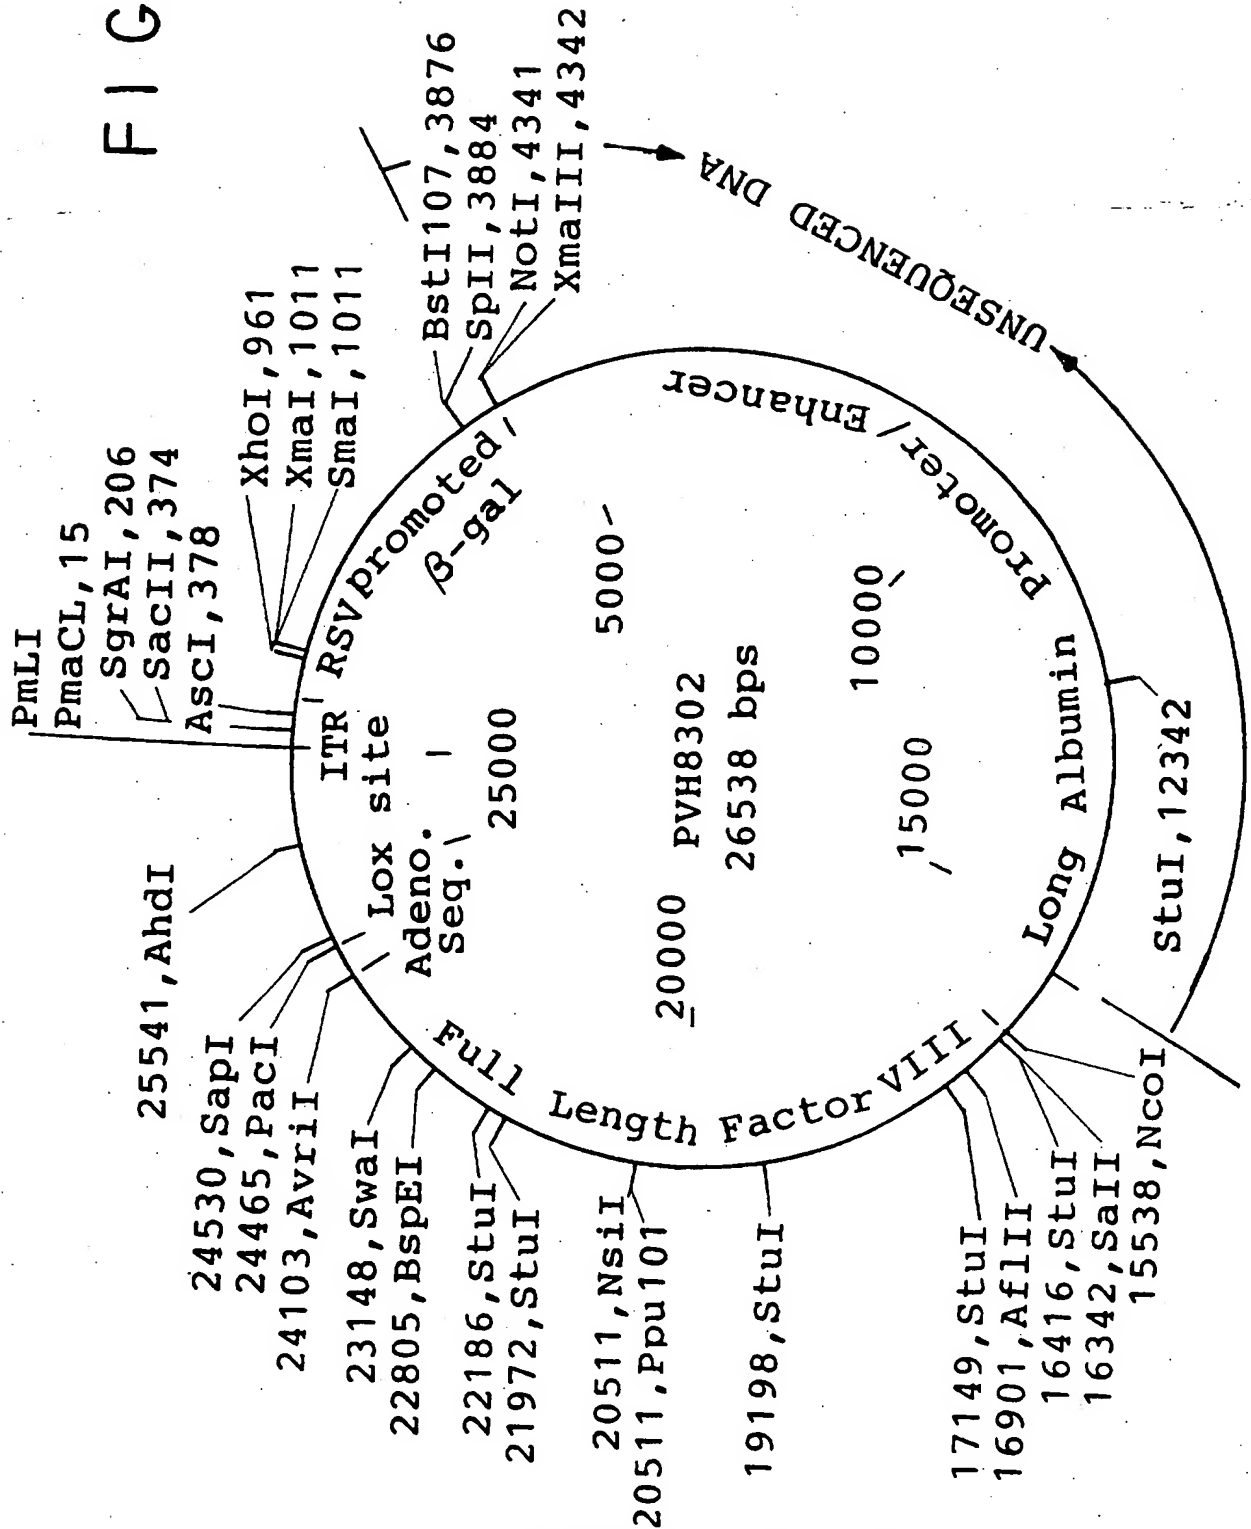 FIG
PmLI
PmaCL,15
SgrAI,206
SacII,374
AscI,378
XhoI,961
XmaI,1011
SmaI,1011
BstI107,3876
SpII,3884
NotI,4341
XmaIII,4342
UNSEQUENCED DNA
StuI,12342
15538,NcoI
16342,SaII
16416,StuI
16901,AflII
17149,StuI
19198,StuI
20511,Ppu101
20511,NsiI
21972,StuI
22186,StuI
22805,BspEI
23148,SwaI
24103,AvriI
24465,PacI
24530,SapI
25541,AhdI
ITR
RSVpromoted
β-gal
Long Albumin Promoter/Enhancer
Full Length Factor VIII
Adeno.
Seq.
Lox site
5000
10000
15000
20000
25000
PVH8302
26538 bps